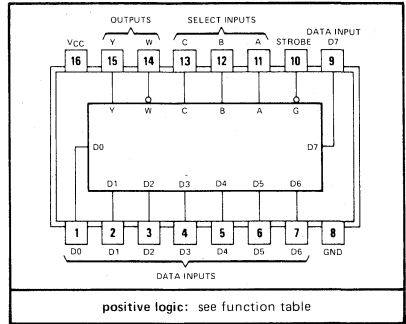 OUTPUTS SELECT INPUTS
DATA INPUT
VCC Y W C B A STROBE D7
16 15 14 13 12 11 10 9
Y W C B A G
D0 D7
D1 D2 D3 D4 D5 D6
1 2 3 4 5 6 7 8
D0 D1 D2 D3 D4 D5 D6 GND
DATA INPUTS
positive logic: see function table